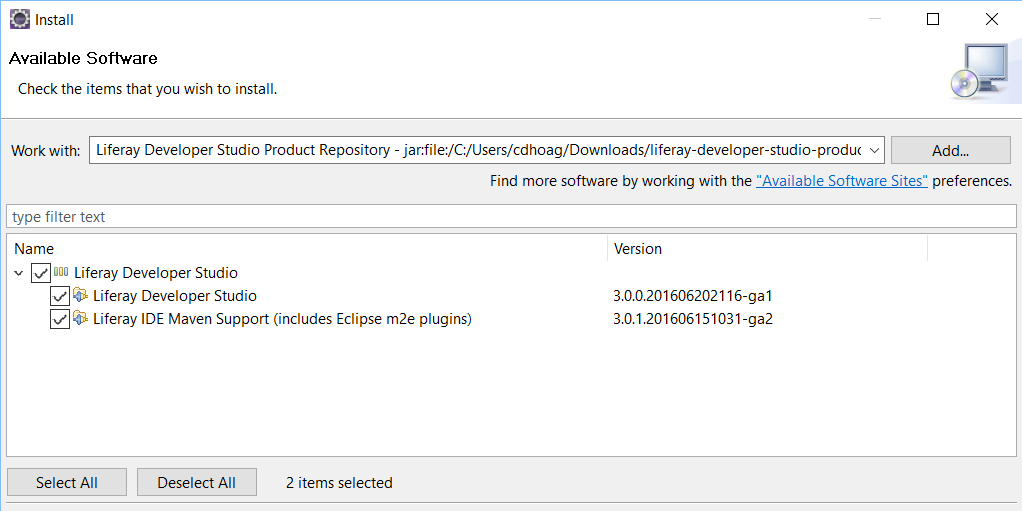 Install
Available Software
Check the items that you wish to install.
Work with: Liferay Developer Studio Product Repository - jar:file:/C:/Users/cdhoag/Downloads/liferay-developer-studio-produc Add...
Find more software by working with the "Available Software Sites" preferences.
type filter text
Name Version
Liferay Developer Studio
Liferay Developer Studio 3.0.0.201606202116-ga1
Liferay IDE Maven Support (includes Eclipse m2e plugins) 3.0.1.201606151031-ga2
Select All Deselect All 2 items selected